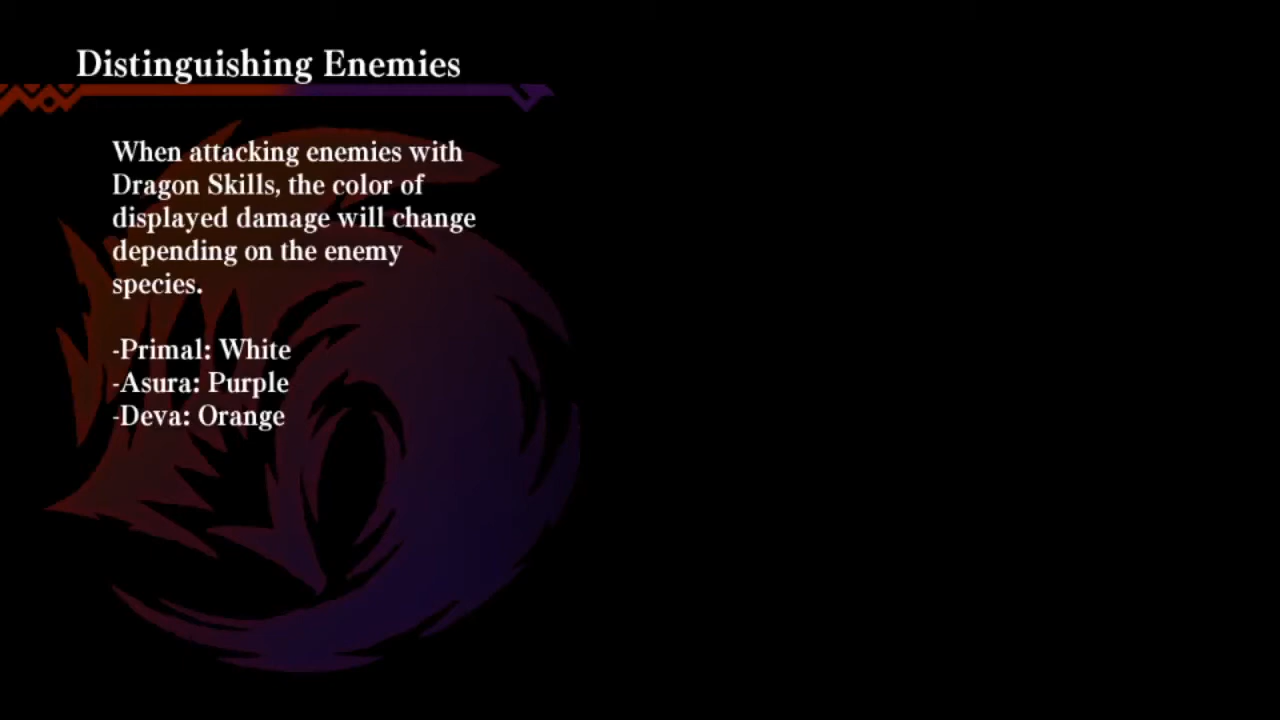 Distinguishing Enemies
When attacking enemies with
Dragon Skills, the color of
displayed damage will change
depending on the enemy
species.
-Primal: White
-Asura: Purple
-Deva: Orange